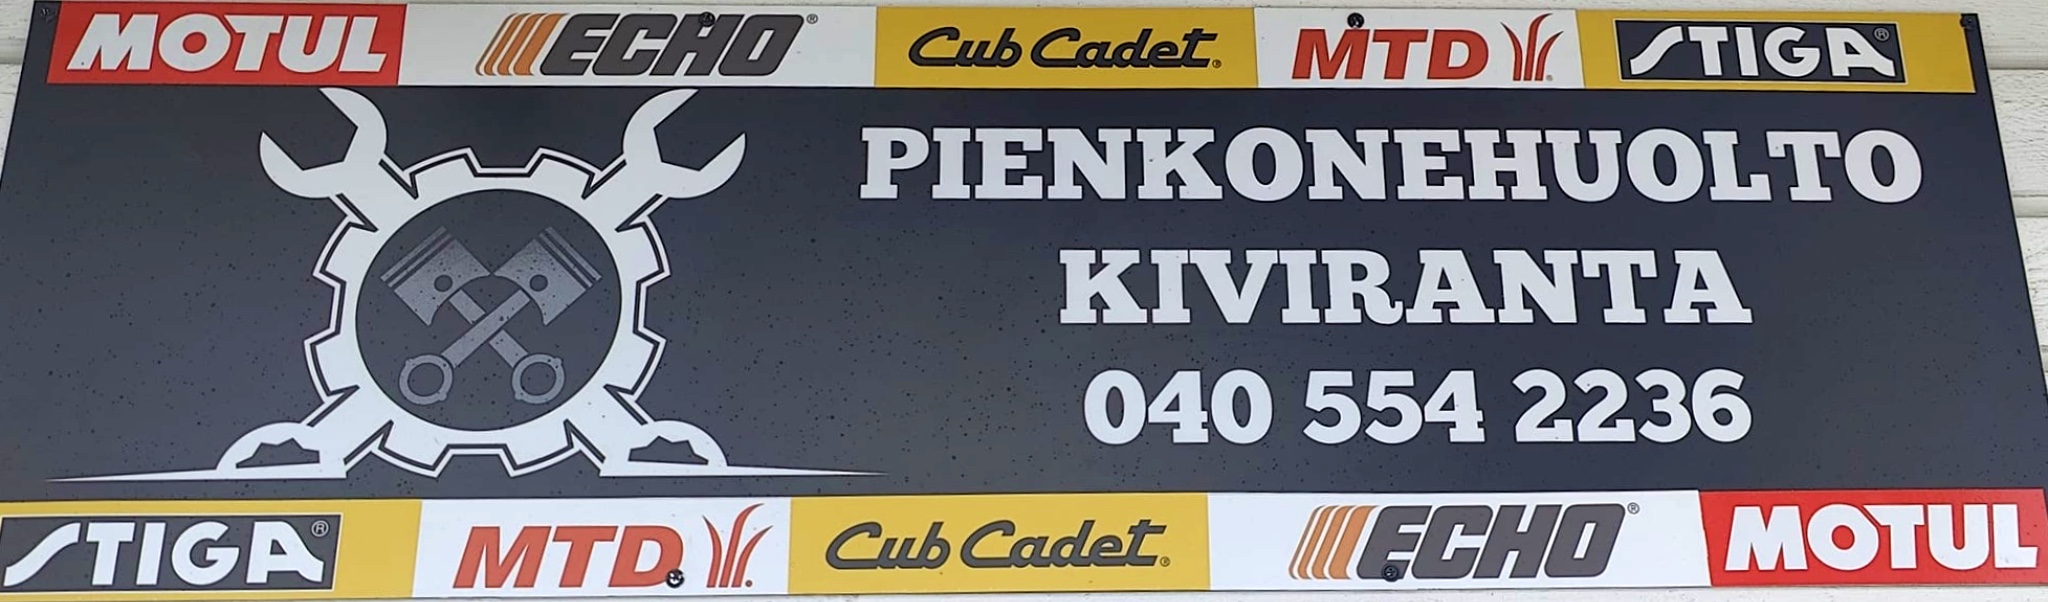 MOTUL ECHO Cub Cadet MTD STIGA
PIENKONEHUOLTO
KIVIRANTA
040 554 2236
STIGA MTD Cub Cadet ECHO MOTUL